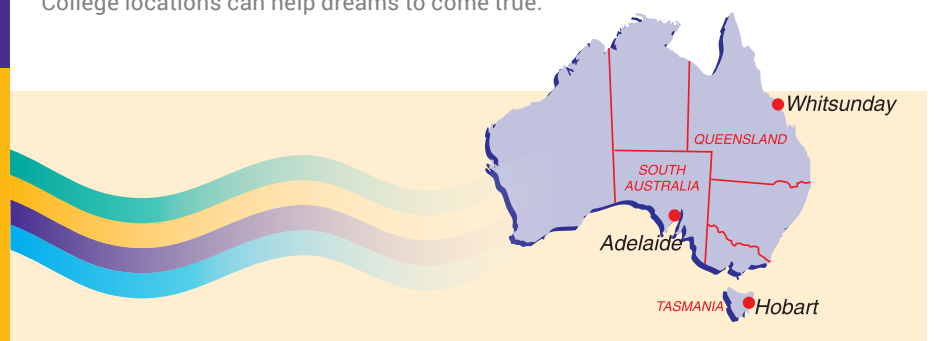 College locations can help dreams to come true.
Whitsunday
QUEENSLAND
SOUTH
AUSTRALIA
Adelaide
TASMANIA
Hobart